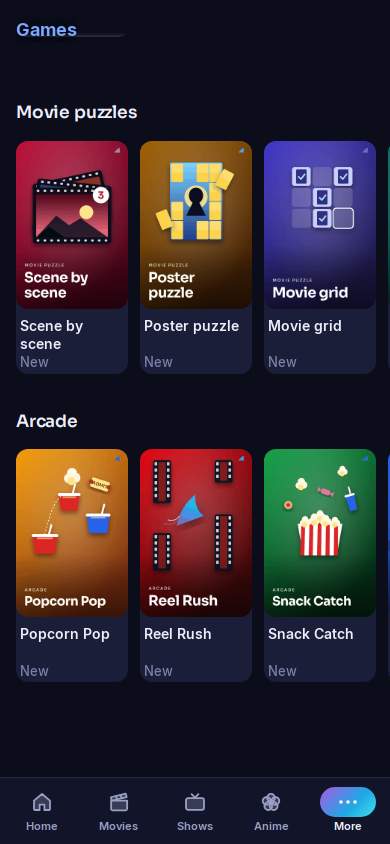 Games
Movie puzzles
3
MOVIE PUZZLE
Scene by
scene
MOVIE PUZZLE
Poster
puzzle
MOVIE PUZZLE
Movie grid
Scene by
scene
New
Poster puzzle
New
Movie grid
New
Arcade
ARCADE
Popcorn Pop
ARCADE
Reel Rush
ARCADE
Snack Catch
Popcorn Pop
New
Reel Rush
New
Snack Catch
New
Home
Movies
Shows
Anime
More